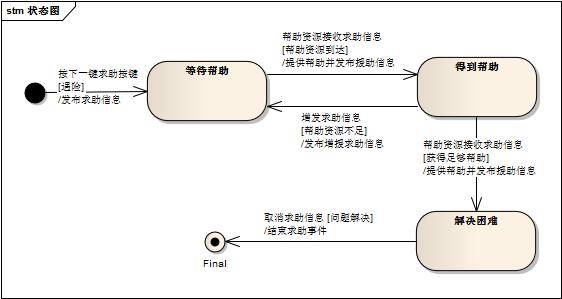 stm 状态图
帮助资源接收求助信息
[帮助资源到达]
/提供帮助并发布援助信息
按下一键求助按键
[遇险]
/发布求助信息
等待帮助
得到帮助
增发求助信息
[帮助资源不足]
/发布增援求助信息
帮助资源接收求助信息
[获得足够帮助]
/提供帮助并发布援助信息
取消求助信息 [问题解决]
/结束求助事件
解决困难
Final